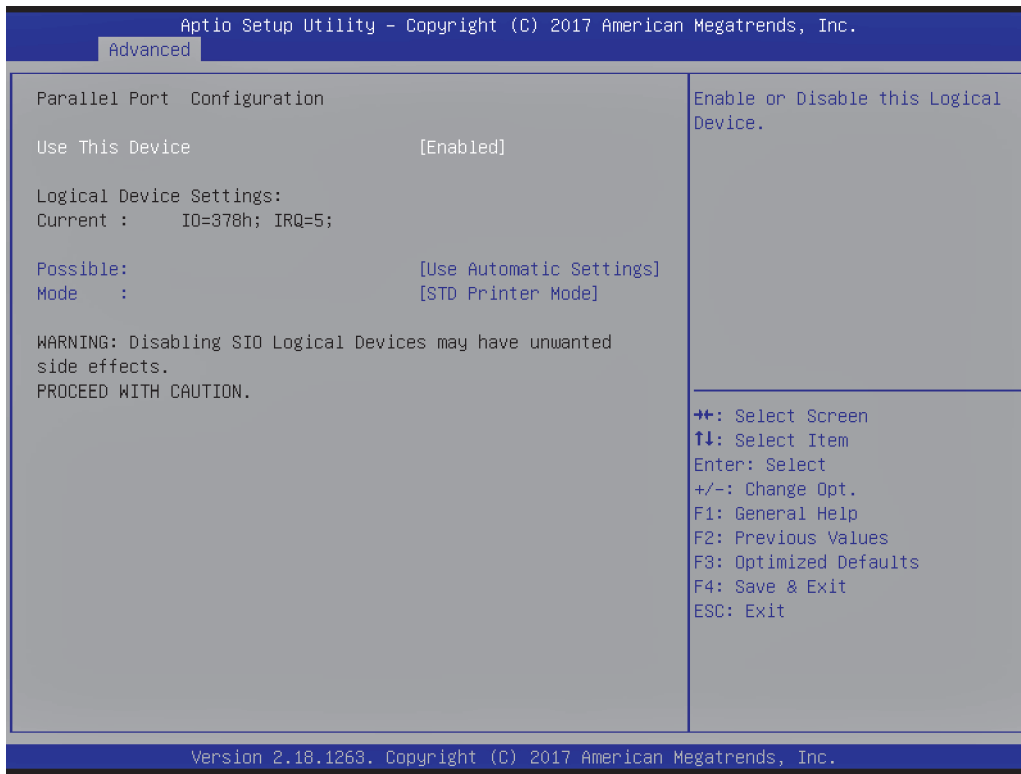 Aptio Setup Utility – Copyright (C) 2017 American Megatrends, Inc.
Advanced
Parallel Port Configuration
Use This Device [Enabled]
Logical Device Settings:
Current : IO=378h; IRQ=5;
Possible: [Use Automatic Settings]
Mode : [STD Printer Mode]
WARNING: Disabling SIO Logical Devices may have unwanted
side effects.
PROCEED WITH CAUTION.
Enable or Disable this Logical
Device.
→←: Select Screen
↑↓: Select Item
Enter: Select
+/-: Change Opt.
F1: General Help
F2: Previous Values
F3: Optimized Defaults
F4: Save & Exit
ESC: Exit
Version 2.18.1263. Copyright (C) 2017 American Megatrends, Inc.